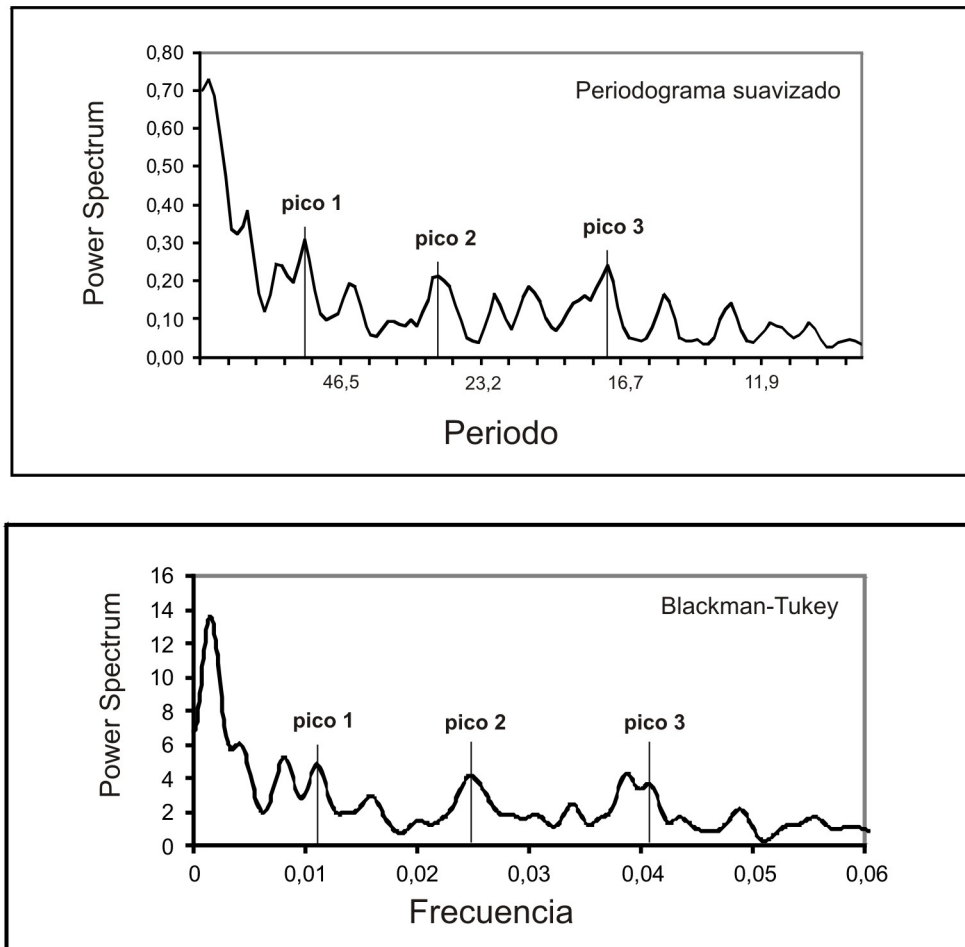 0,80
Periodograma suavizado
0,70
0,60
0,50
0,40
0,30
0,20
0,10
0,00
Power Spectrum
pico 1
pico 2
pico 3
46,5
23,2
16,7
11,9
Periodo
16
14
12
10
8
6
4
2
0
Power Spectrum
Blackman-Tukey
pico 1
pico 2
pico 3
0
0,01
0,02
0,03
0,04
0,05
0,06
Frecuencia